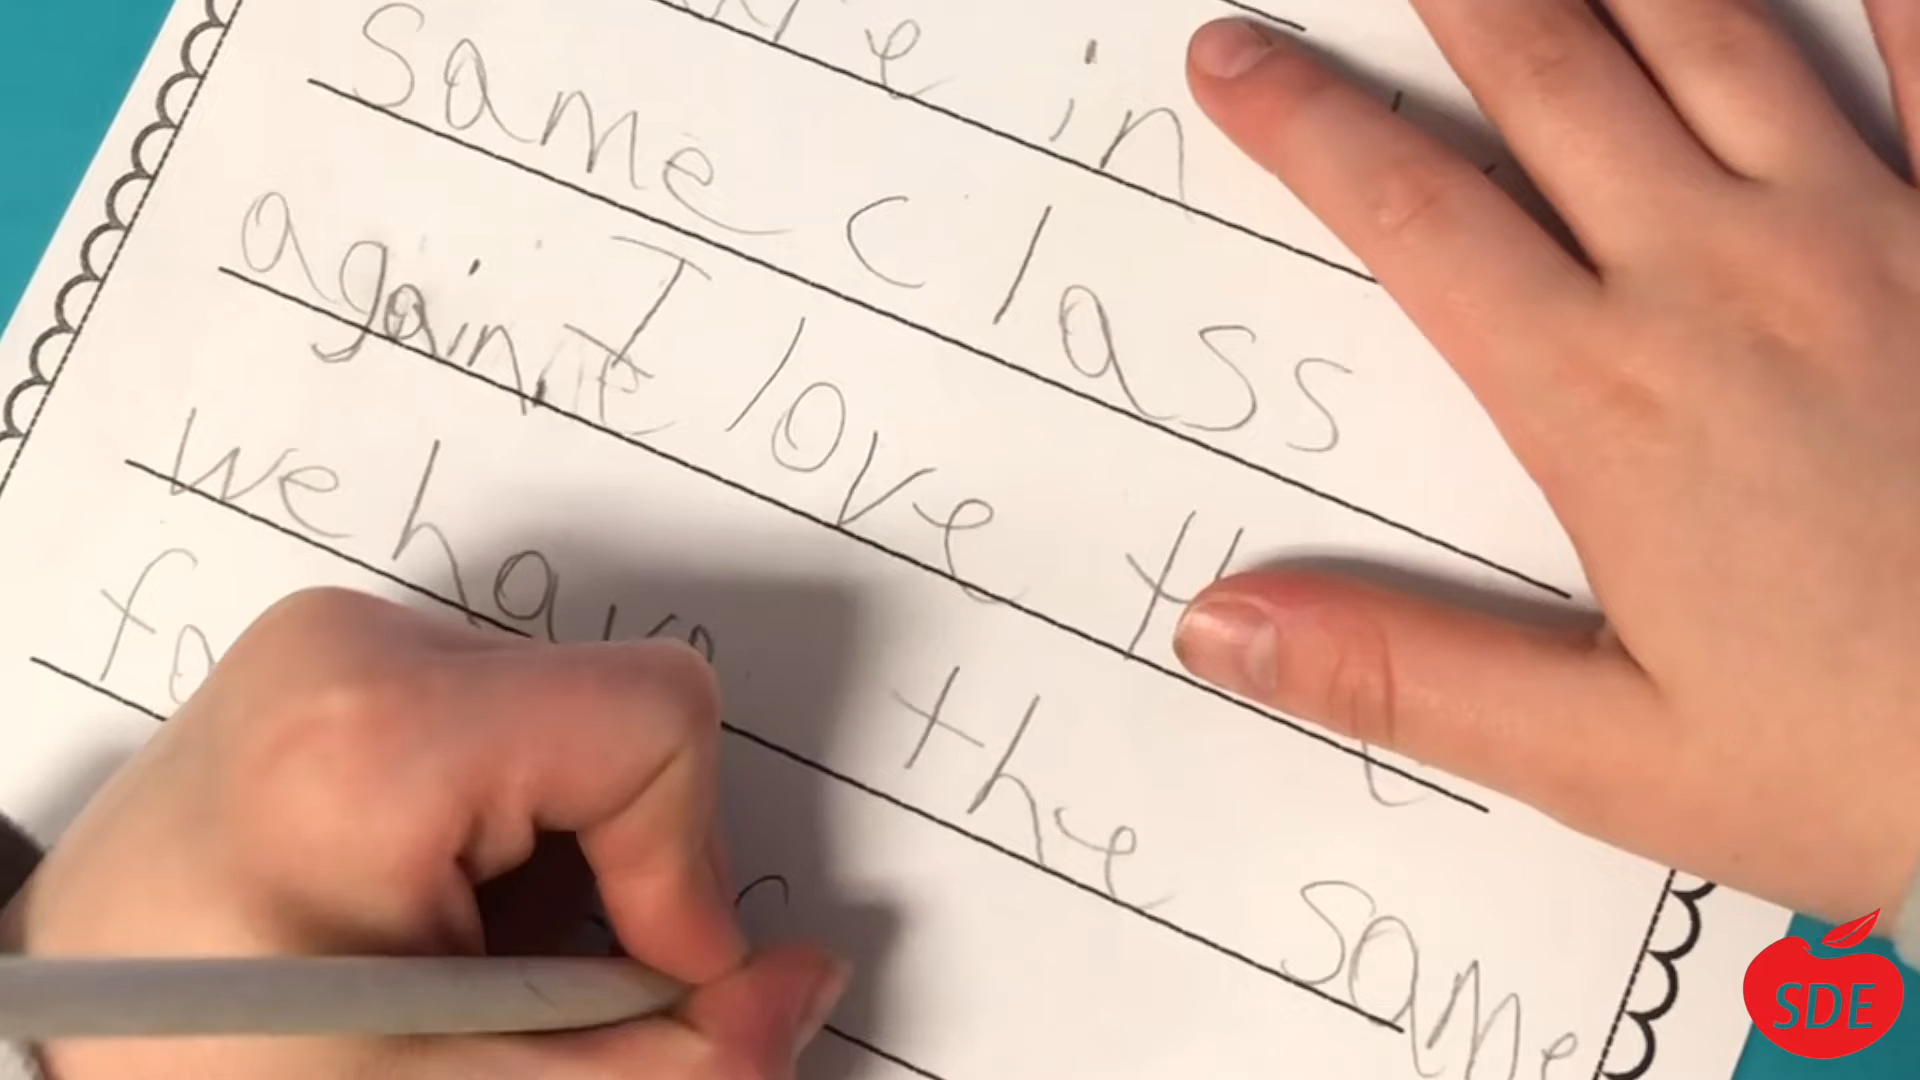 in
same class
again I love
we have the same
SDE